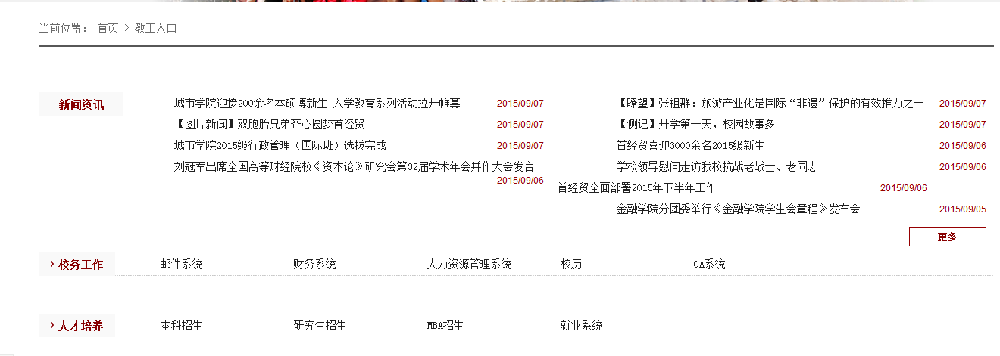 当前位置： 首页 > 教工入口
新闻资讯
城市学院迎接200余名本硕博新生 入学教育系列活动拉开帷幕 2015/09/07
【瞭望】张祖群：旅游产业化是国际“非遗”保护的有效推力之一 2015/09/07
【图片新闻】双胞胎兄弟齐心圆梦首经贸 2015/09/07
【侧记】开学第一天，校园故事多 2015/09/07
城市学院2015级行政管理（国际班）选拔完成 2015/09/07
首经贸喜迎3000余名2015级新生 2015/09/06
刘冠军出席全国高等财经院校《资本论》研究会第32届学术年会并作大会发言
2015/09/06
学校领导慰问走访我校抗战老战士、老同志 2015/09/06
首经贸全面部署2015年下半年工作 2015/09/06
金融学院分团委举行《金融学院学生会章程》发布会 2015/09/05
更多
校务工作 邮件系统 财务系统 人力资源管理系统 校历 OA系统
人才培养 本科招生 研究生招生 MBA招生 就业系统